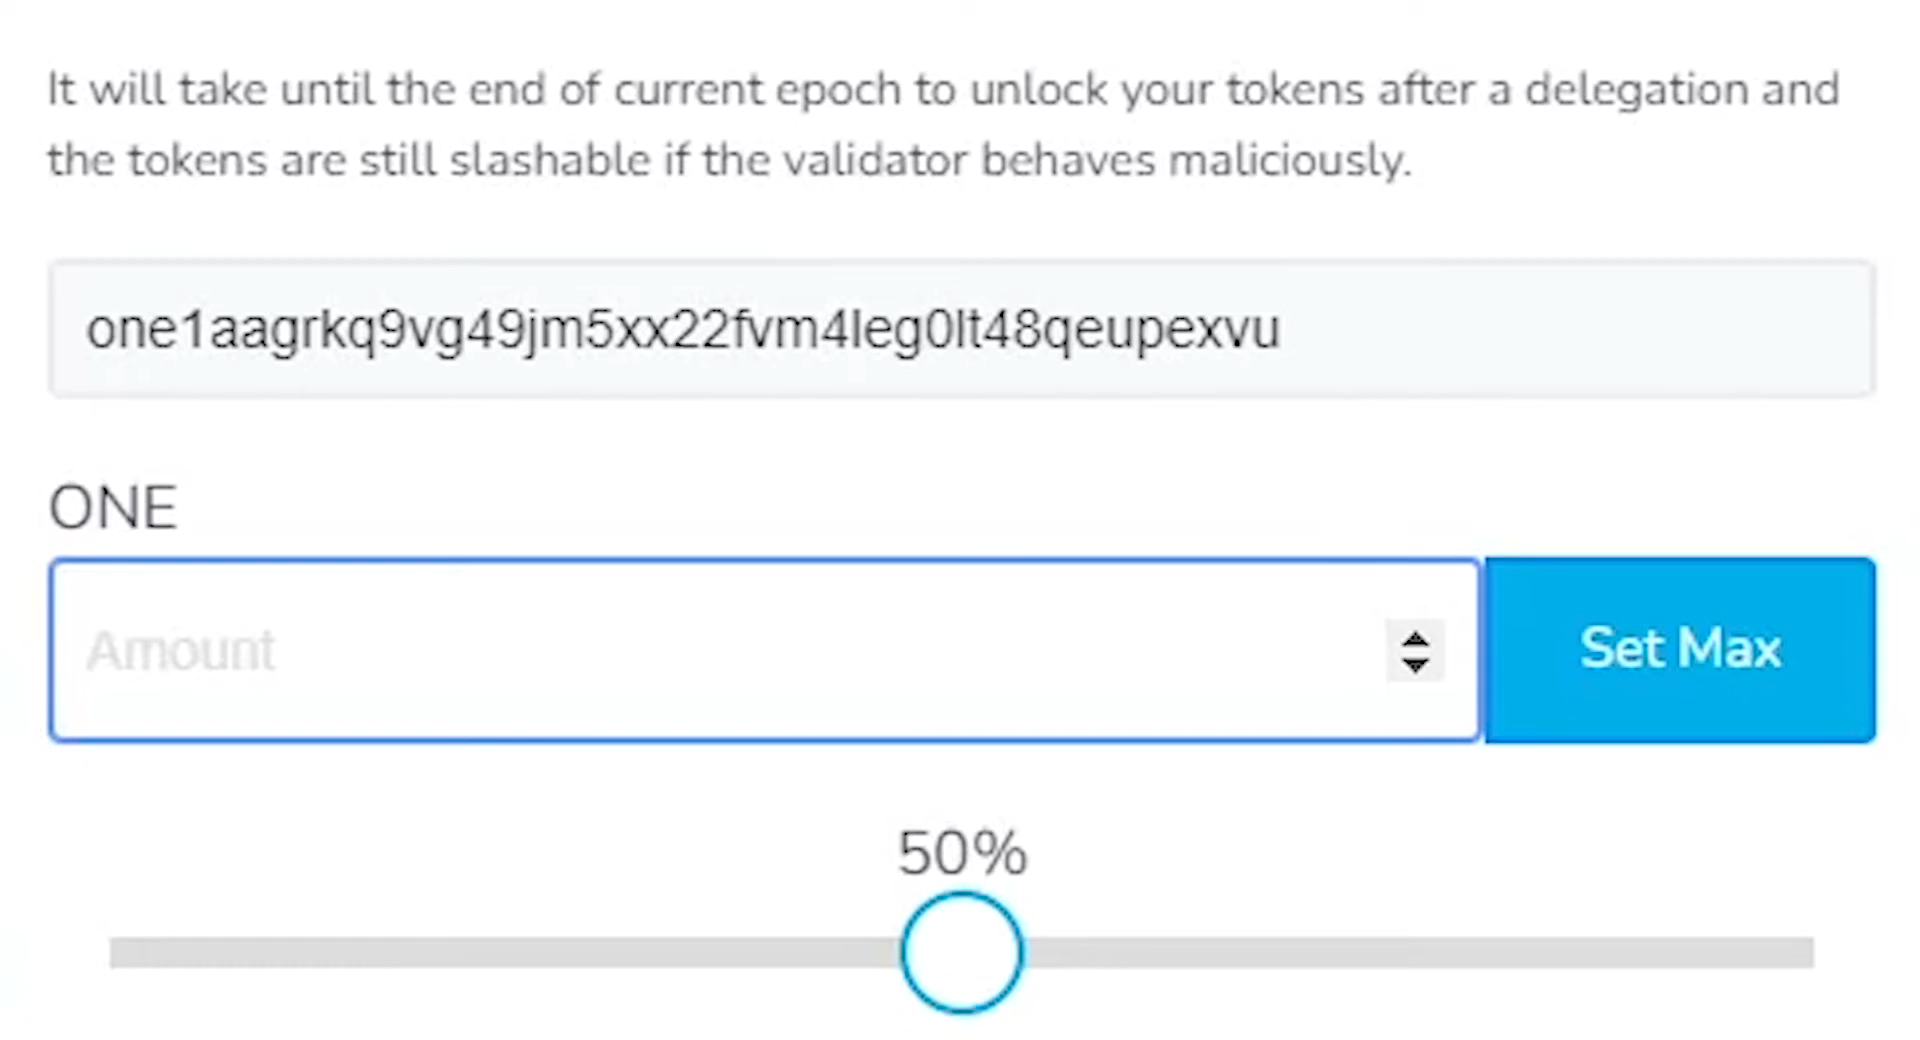 It will take until the end of current epoch to unlock your tokens after a delegation and
the tokens are still slashable if the validator behaves maliciously.
one1aagrkq9vg49jm5xx22fvm4leg0lt48qeupexvu
ONE
Amount
Set Max
50%